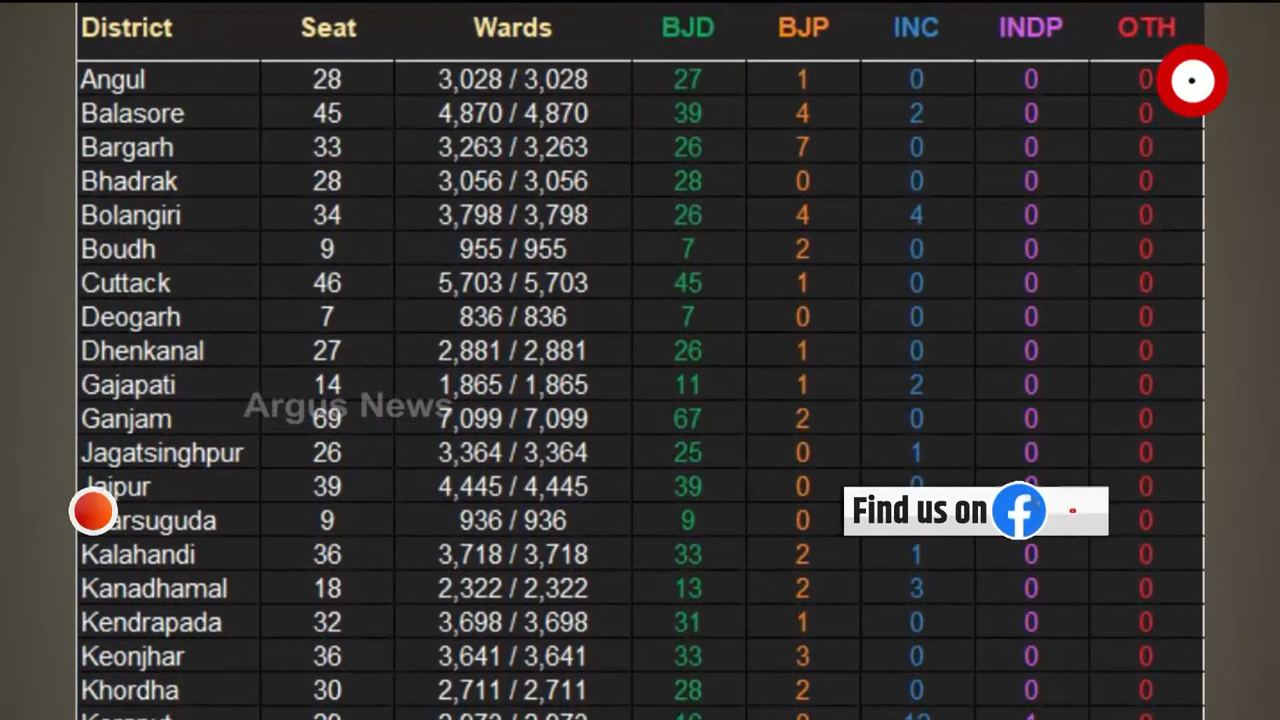 District Seat Wards BJD BJP INC INDP OTH
Angul 28 3,028 / 3,028 27 1 0 0 0
Balasore 45 4,870 / 4,870 39 4 2 0 0
Bargarh 33 3,263 / 3,263 26 7 0 0 0
Bhadrak 28 3,056 / 3,056 28 0 0 0 0
Bolangiri 34 3,798 / 3,798 26 4 4 0 0
Boudh 9 955 / 955 7 2 0 0 0
Cuttack 46 5,703 / 5,703 45 1 0 0 0
Deogarh 7 836 / 836 7 0 0 0 0
Dhenkanal 27 2,881 / 2,881 26 1 0 0 0
Gajapati 14 1,865 / 1,865 11 1 2 0 0
Argus News
Ganjam 69 7,099 / 7,099 67 2 0 0 0
Jagatsinghpur 26 3,364 / 3,364 25 0 1 0 0
Jajpur 39 4,445 / 4,445 39 0
Find us on
arsuguda 9 936 / 936 9 0
Kalahandi 36 3,718 / 3,718 33 2 1 0 0
Kanadhamal 18 2,322 / 2,322 13 2 3 0 0
Kendrapada 32 3,698 / 3,698 31 1 0 0 0
Keonjhar 36 3,641 / 3,641 33 3 0 0 0
Khordha 30 2,711 / 2,711 28 2 0 0 0